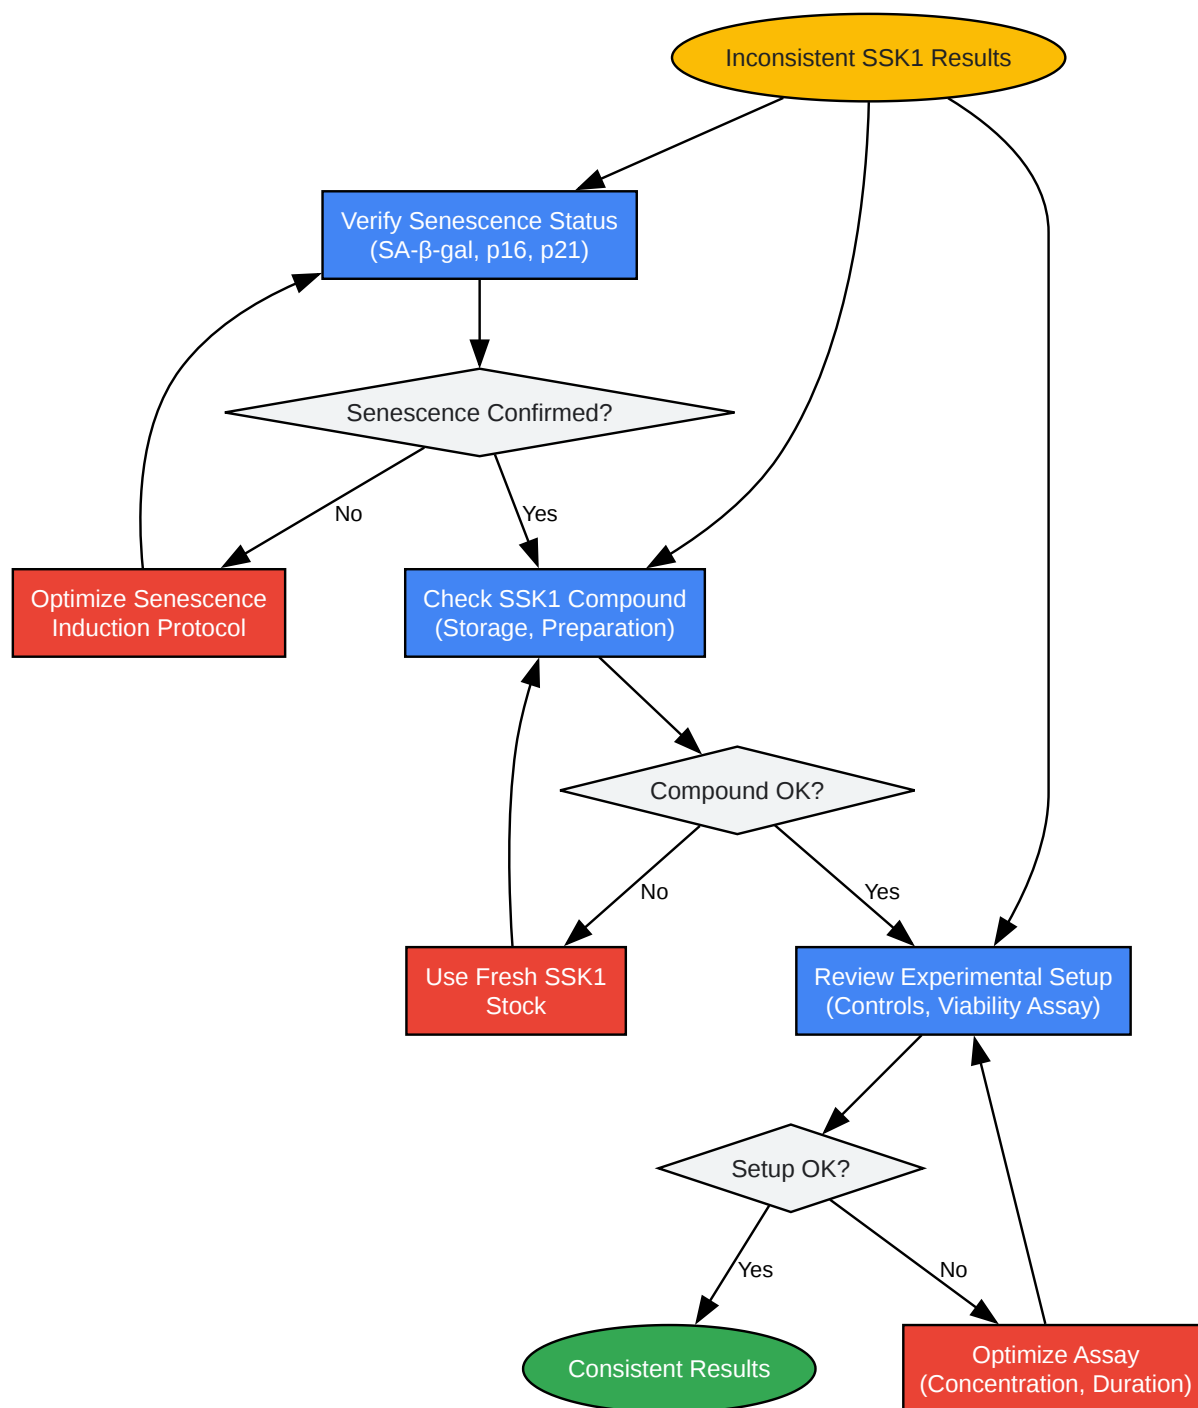 Inconsistent SSK1 Results
Verify Senescence Status
(SA-β-gal, p16, p21)
Senescence Confirmed?
No
Yes
Optimize Senescence
Induction Protocol
Check SSK1 Compound
(Storage, Preparation)
Compound OK?
No
Yes
Use Fresh SSK1
Stock
Review Experimental Setup
(Controls, Viability Assay)
Setup OK?
Yes
No
Consistent Results
Optimize Assay
(Concentration, Duration)